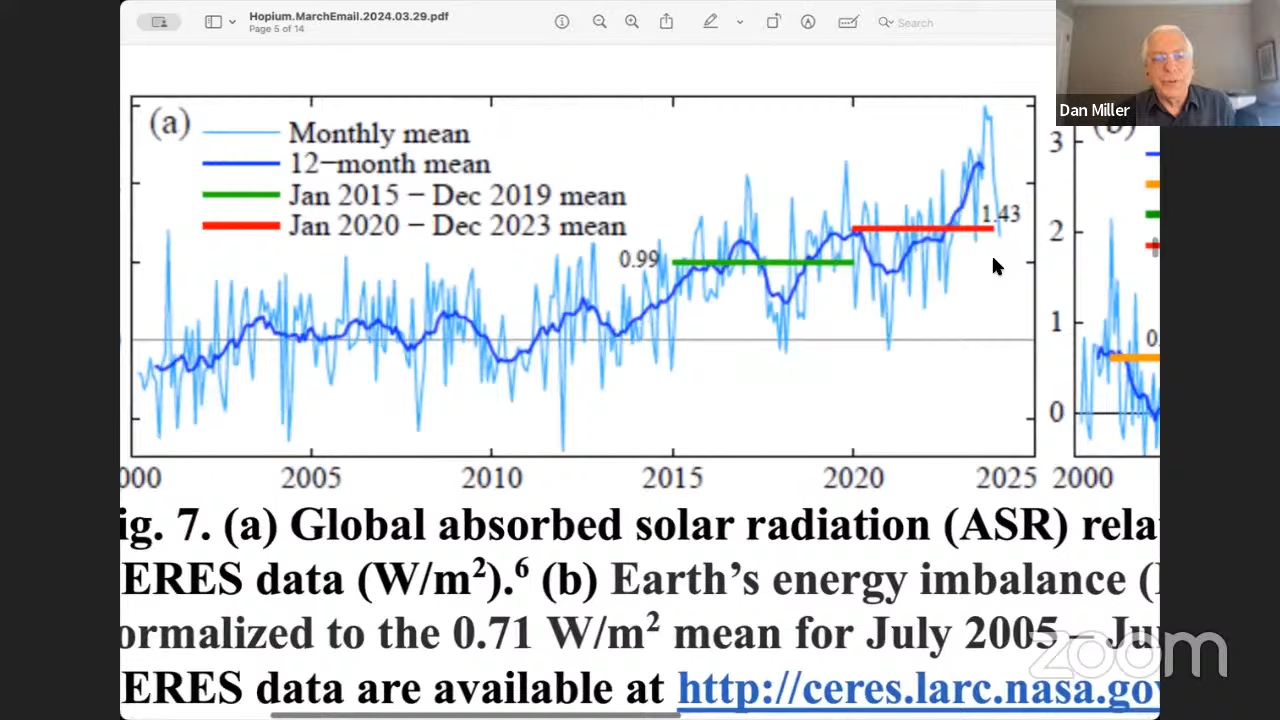 Hopium.MarchEmail.2024.03.29.pdf
Page 5 of 14
Search
Dan Miller
(a)
Monthly mean
12−month mean
Jan 2015 − Dec 2019 mean
Jan 2020 − Dec 2023 mean
0.99
1.43
000 2005 2010 2015 2020 2025
(b)
3
2
1
0
0.
2000
ig. 7. (a) Global absorbed solar radiation (ASR) rela
ERES data (W/m²).⁶ (b) Earth’s energy imbalance (
ormalized to the 0.71 W/m² mean for July 2005 – Ju
ERES data are available at http://ceres.larc.nasa.gov
zoom